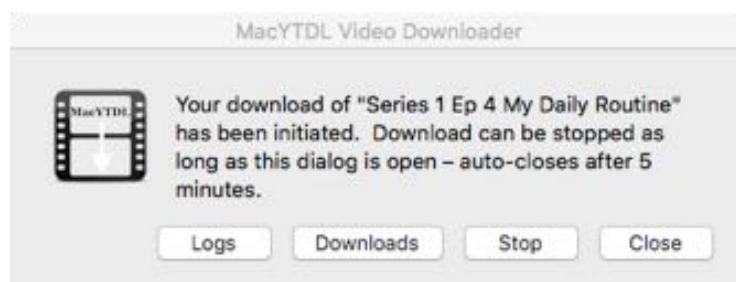 MacYTDL Video Downloader
MacYTDL
Your download of "Series 1 Ep 4 My Daily Routine"
has been initiated.  Download can be stopped as
long as this dialog is open – auto-closes after 5
minutes.
Logs Downloads Stop Close